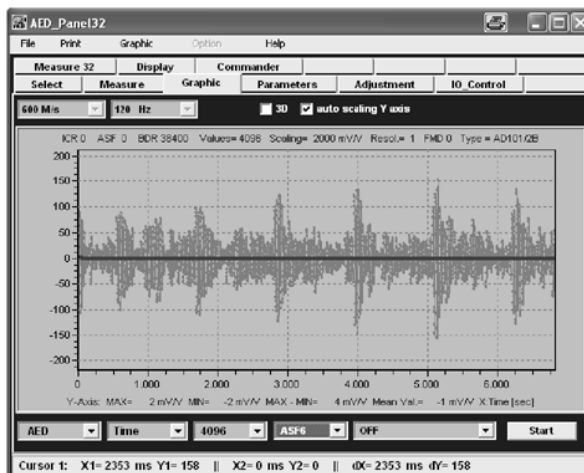 AED_Panel32
File Print Graphic Option Help
Measure 32 Display Commander
Select Measure Graphic Parameters Adjustment IO_Control
600 M/s 120 Hz 3D auto scaling Y axis
ICR 0 ASF 0 BDR 38400 Values= 4096 Scaling= 2000 mV/V Resol.= 1 FMD 0 Type = AD101/2B
200
150
100
50
0
-50
-100
-150
-200
0 1.000 2.000 3.000 4.000 5.000 6.000
Y-Axis: MAX= 2 mV/V MIN= -2 mV/V MAX - MIN= 4 mV/V Mean Val.= -1 mV/V X:Time [sec]
AED Time 4096 ASF6 OFF Start
Cursor 1: X1= 2353 ms Y1= 158 || X2= 0 ms Y2= 0 || dX= 2353 ms dY= 158